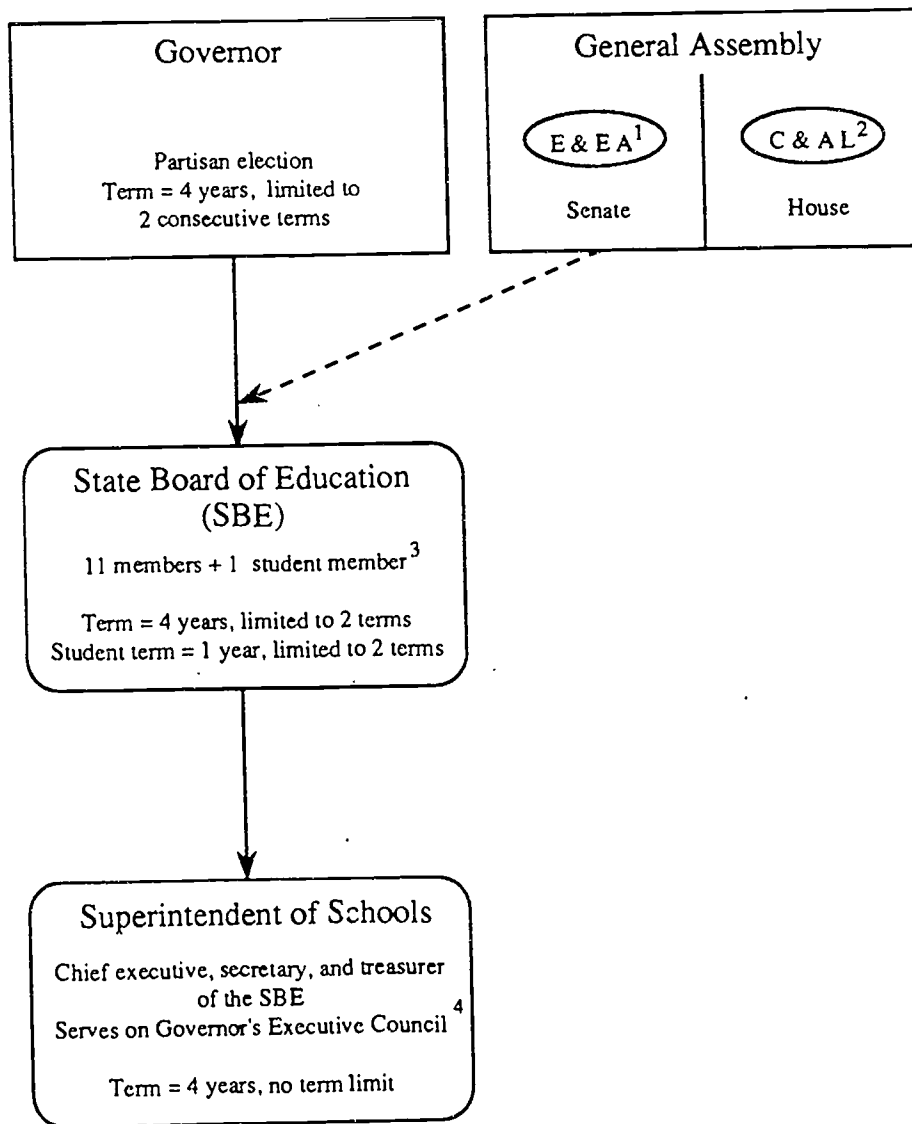 Governor
Partisan election
Term = 4 years, limited to
2 consecutive terms
General Assembly
E & E A¹
Senate
C & A L²
House
State Board of Education
(SBE)
11 members + 1 student member³
Term = 4 years, limited to 2 terms
Student term = 1 year, limited to 2 terms
Superintendent of Schools
Chief executive, secretary, and treasurer
of the SBE
Serves on Governor's Executive Council⁴
Term = 4 years, no term limit